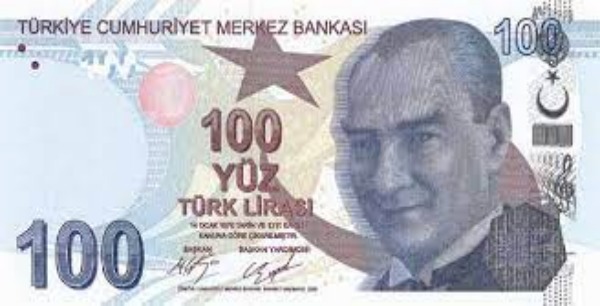 TÜRKİYE CUMHURİYET MERKEZ BANKASI
100
100
YÜZ
TÜRK LİRASI
14 OCAK 1970 TARİH VE 1211 SAYILI
KANUNA GÖRE ÇIKARILMIŞTIR.
BAŞKAN BAŞKAN YARDIMCISI
100